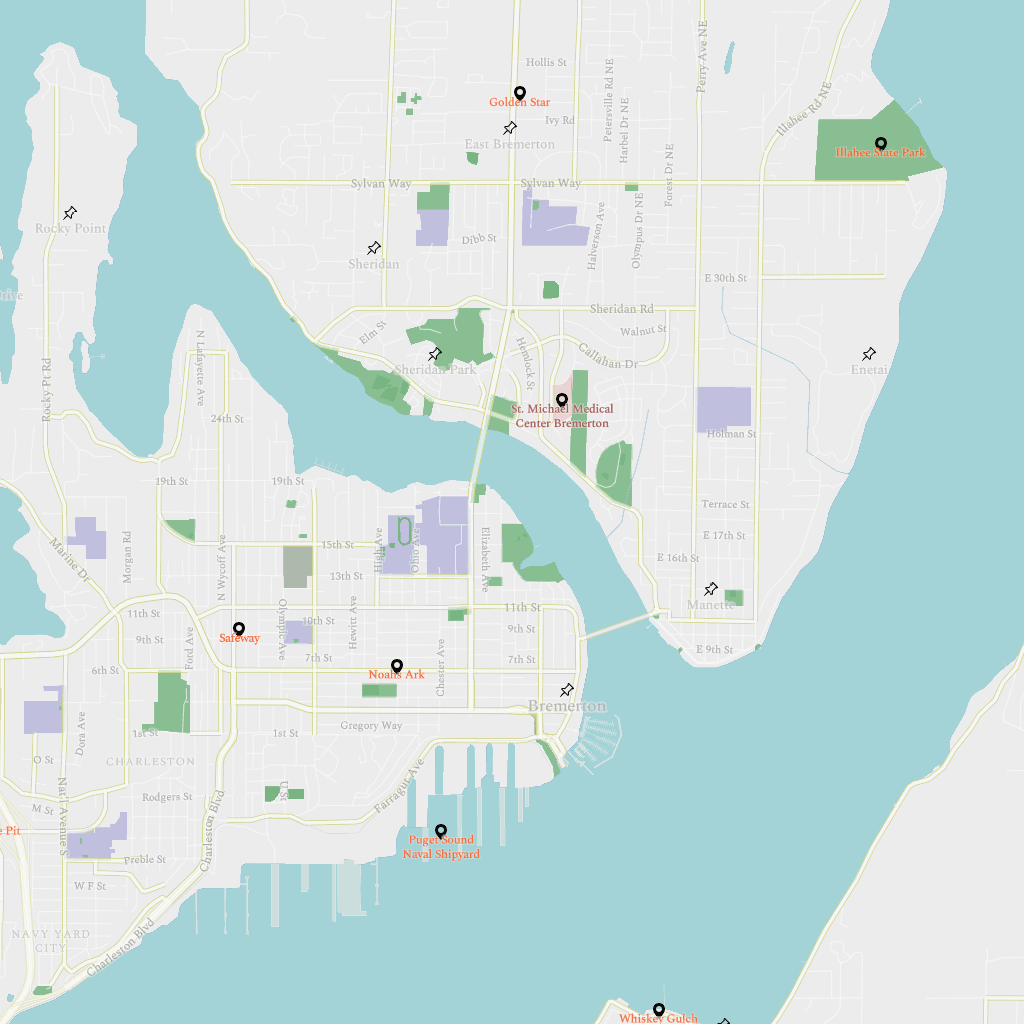 Hollis St
Perry Ave NE
Petersville Rd NE
Golden Star
Harbel Dr NE
Illahee Rd NE
Ivy Rd
East Bremerton
Forest Dr NE
Illahee State Park
Sylvan Way
Sylvan Way
Rocky Point
Halverson Ave
Olympus Dr NE
Dibb St
Sheridan
E 30th St
Drive
Sheridan Rd
Elm St
Walnut St
N Lafayette Ave
Hemlock St
Callahan Dr
Sheridan Park
Enetai
Rocky Pt Rd
St. Michael Medical
Center Bremerton
24th St
Holman St
19th St
19th St
Terrace St
Marine Dr
Morgan Rd
N Wycoff Ave
15th St
High Ave
Ohio Ave
Elizabeth Ave
E 17th St
E 16th St
13th St
Manette
11th St
Olympic Ave
10th St
Hewitt Ave
11th St
9th St
Ford Ave
Safeway
9th St
E 9th St
6th St
7th St
Chester Ave
7th St
Noahs Ark
Bremerton
Dora Ave
1st St
1st St
Gregory Way
O St
CHARLESTON
Nat'l Avenue S
M St
Rodgers St
U St
Farragut Ave
e Pit
Charleston Blvd
Puget Sound
Naval Shipyard
Preble St
W F St
NAVY YARD
CITY
Charleston Blvd
Whiskey Gulch